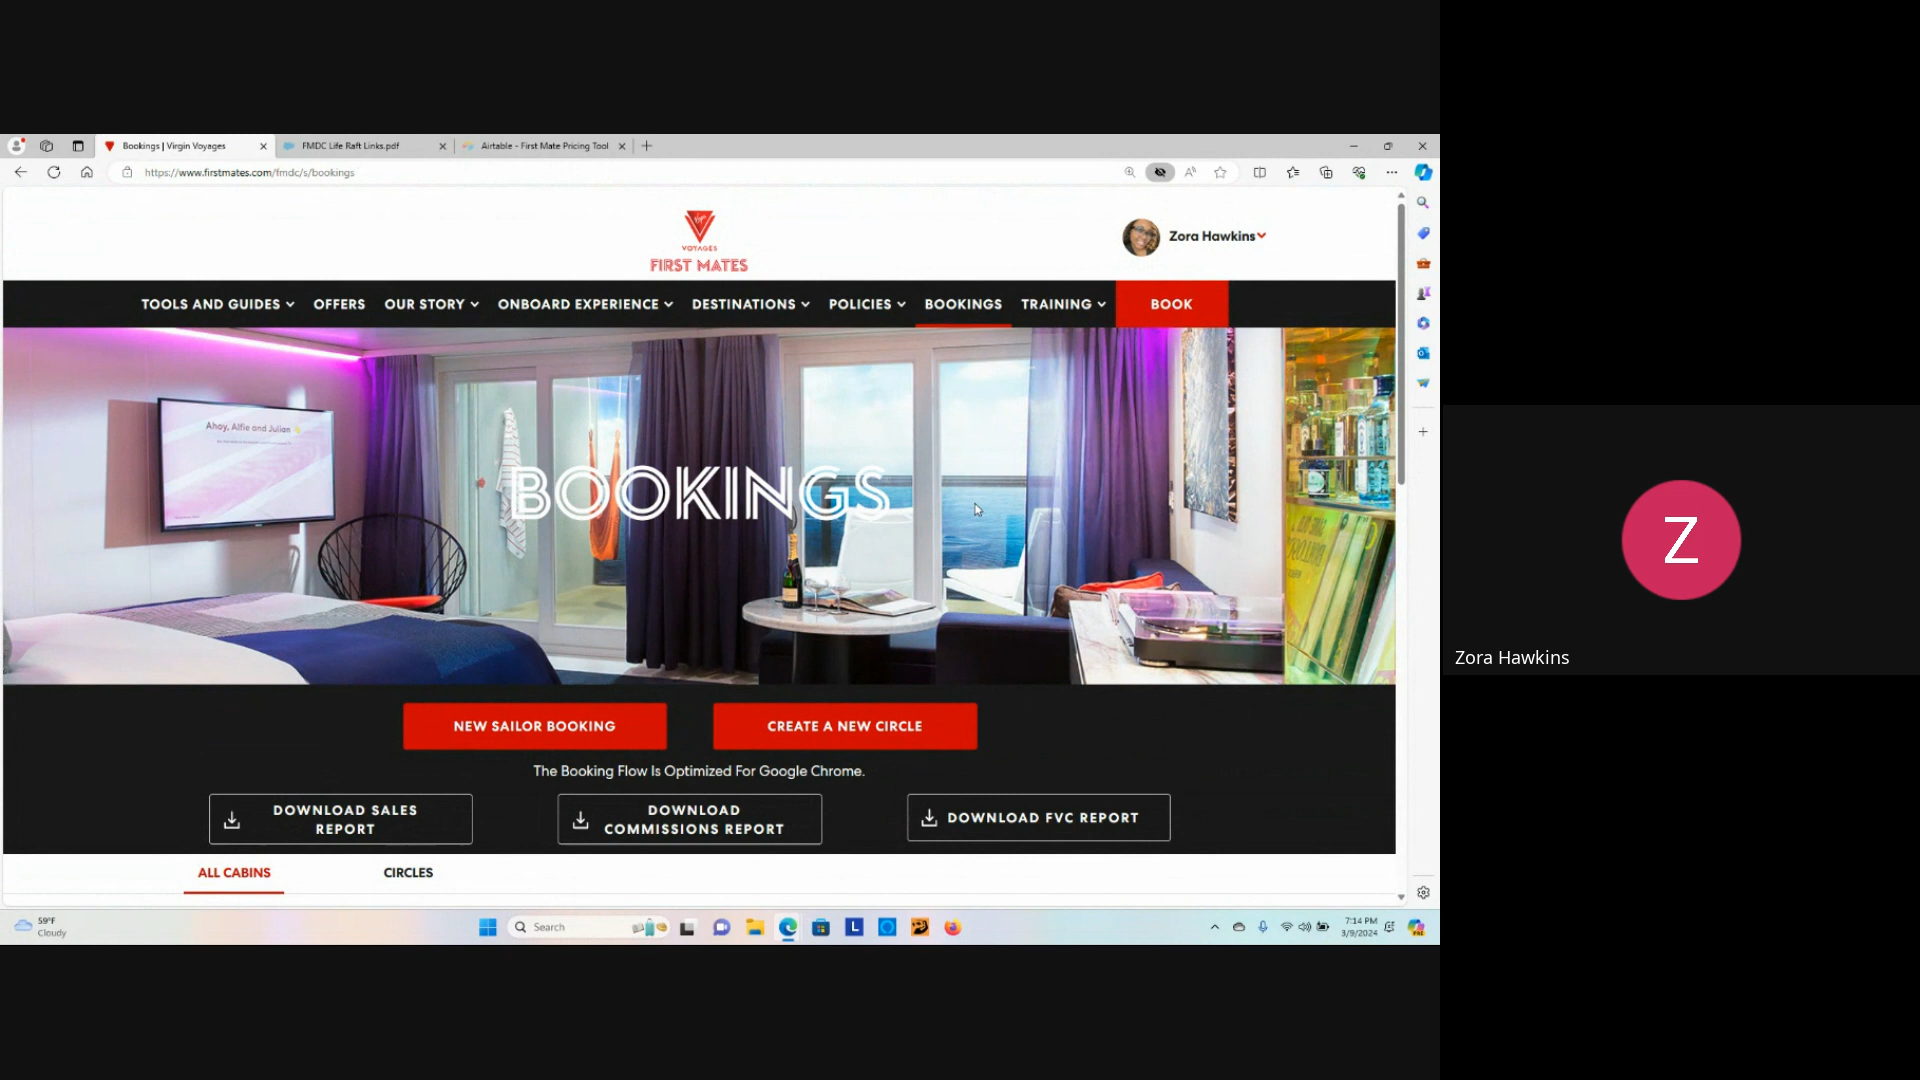 Bookings | Virgin Voyages
FMDC Life Raft Links.pdf
Airtable - First Mate Pricing Tool
https://www.firstmates.com/fmdc/s/bookings
VOYAGES
FIRST MATES
Zora Hawkins
TOOLS AND GUIDES
OFFERS
OUR STORY
ONBOARD EXPERIENCE
DESTINATIONS
POLICIES
BOOKINGS
TRAINING
BOOK
Ahoy, Alfie and Julian
BOOKINGS
Z
Zora Hawkins
NEW SAILOR BOOKING
CREATE A NEW CIRCLE
The Booking Flow Is Optimized For Google Chrome.
DOWNLOAD SALES
REPORT
DOWNLOAD
COMMISSIONS REPORT
DOWNLOAD FVC REPORT
ALL CABINS
CIRCLES
59°F
Cloudy
Search
L
7:14 PM
3/9/2024